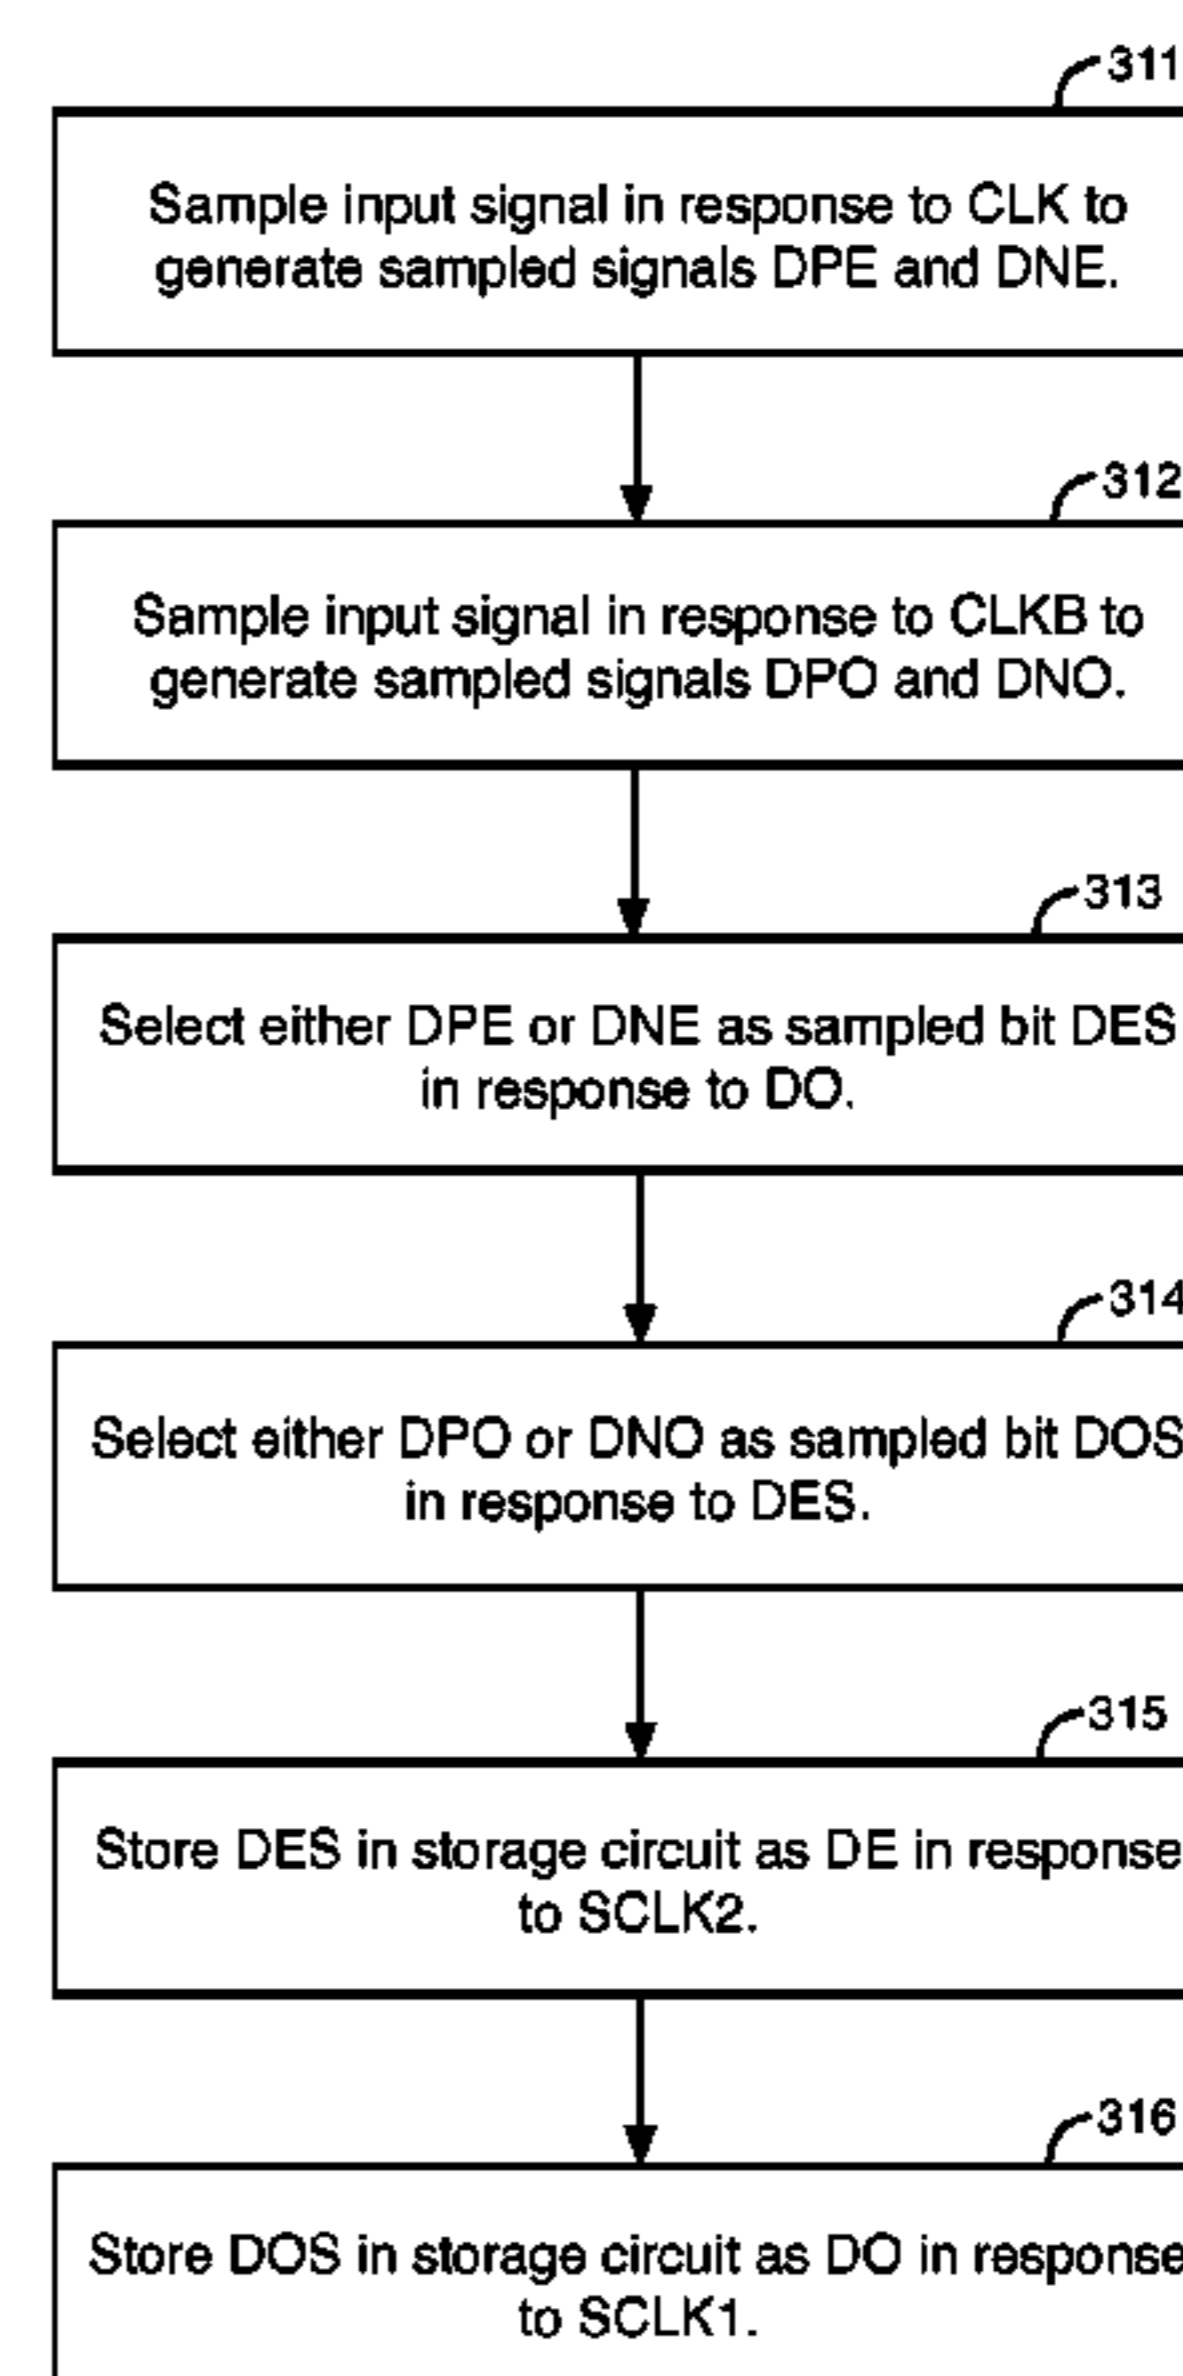 311
Sample input signal in response to CLK to
generate sampled signals DPE and DNE.
312
Sample input signal in response to CLKB to
generate sampled signals DPO and DNO.
313
Select either DPE or DNE as sampled bit DES
in response to DO.
314
Select either DPO or DNO as sampled bit DOS
in response to DES.
315
Store DES in storage circuit as DE in response
to SCLK2.
316
Store DOS in storage circuit as DO in response
to SCLK1.